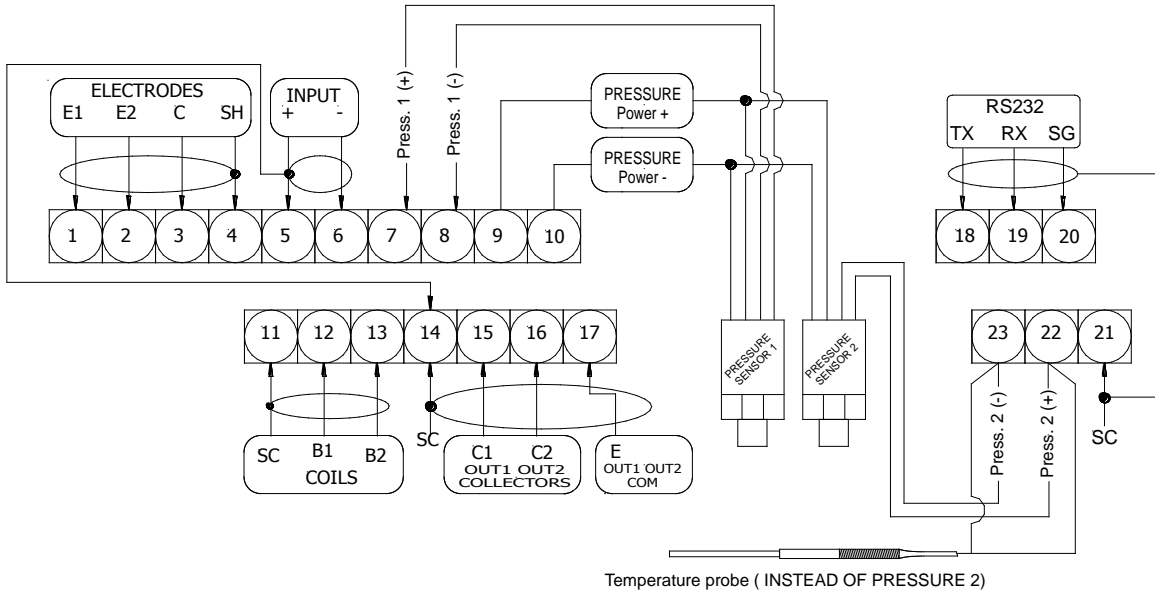 ELECTRODES
E1 E2 C SH
INPUT
+ -
Press. 1 (+)
Press. 1 (-)
PRESSURE
Power +
PRESSURE
Power -
RS232
TX RX SG
1 2 3 4 5 6 7 8 9 10
18 19 20
11 12 13 14 15 16 17
23 22 21
PRESSURE
SENSOR 1
PRESSURE
SENSOR 2
Press. 2 (-)
Press. 2 (+)
SC
SC B1 B2
COILS
SC
C1 C2
OUT1 OUT2
COLLECTORS
E
OUT1 OUT2
COM
Temperature probe ( INSTEAD OF PRESSURE 2)